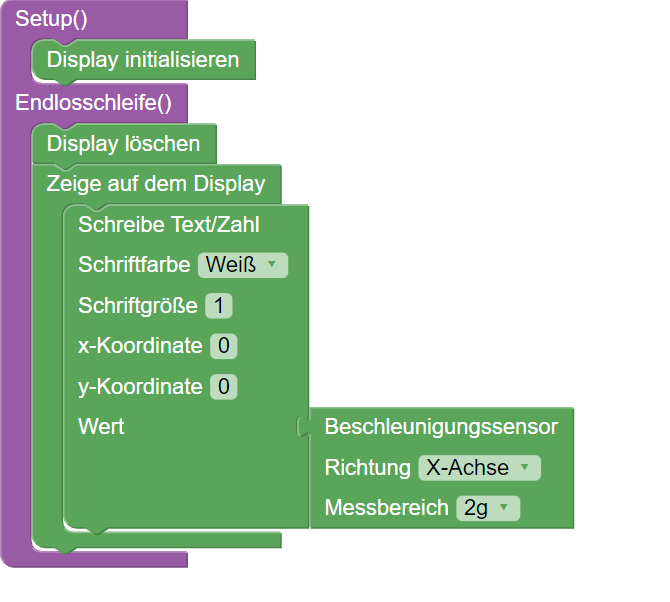 Setup()
Display initialisieren
Endlosschleife()
Display löschen
Zeige auf dem Display
Schreibe Text/Zahl
Schriftfarbe Weiß
Schriftgröße 1
x-Koordinate 0
y-Koordinate 0
Wert Beschleunigungssensor
Richtung X-Achse
Messbereich 2g